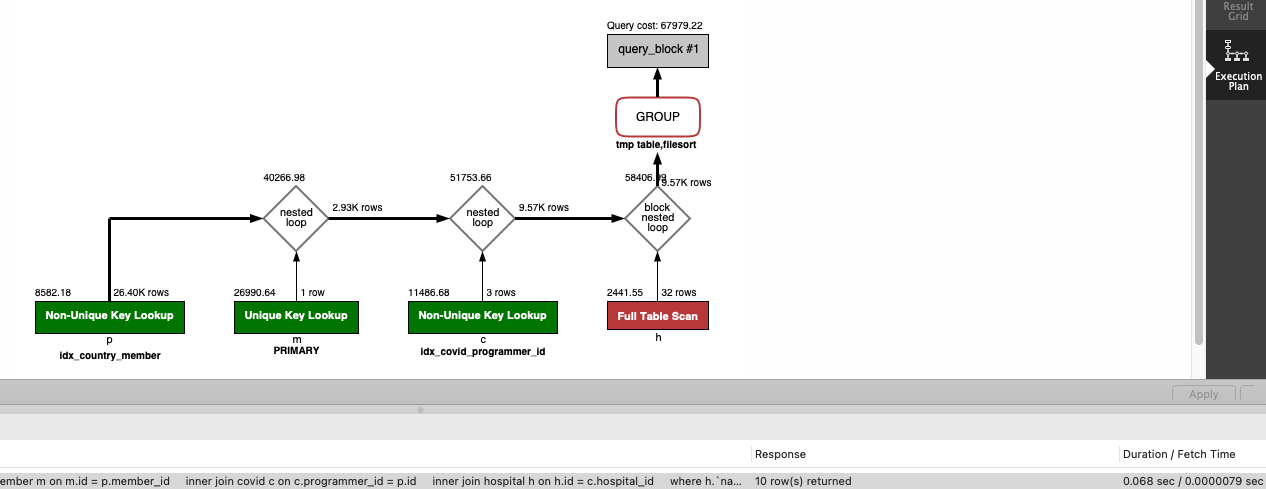 Result
Grid
Execution
Plan
Query cost: 67979.22
query_block #1
GROUP
tmp table,filesort
40266.98
51753.66
9.57K rows
nested
loop
2.93K rows
nested
loop
9.57K rows
block
nested
loop
8582.18
26.40K rows
26990.64
1 row
11486.68
3 rows
2441.55
32 rows
Non-Unique Key Lookup
Unique Key Lookup
Non-Unique Key Lookup
Full Table Scan
p
m
c
h
idx_country_member
PRIMARY
idx_covid_programmer_id
Apply
Response
Duration / Fetch Time
ember m on m.id = p.member_id inner join covid c on c.programmer_id = p.id inner join hospital h on h.id = c.hospital_id where h.`na...
10 row(s) returned
0.068 sec / 0.0000079 sec